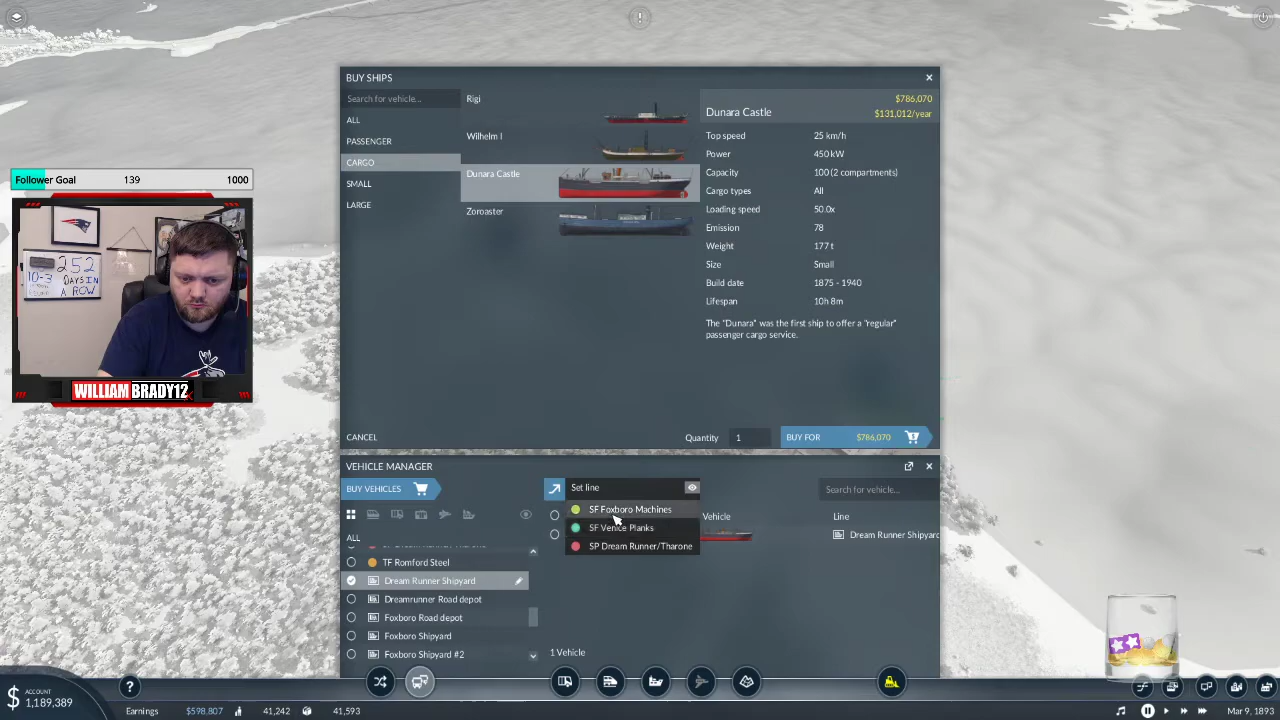 BUY SHIPS
Search for vehicle...
ALL
PASSENGER
CARGO
SMALL
LARGE
Rigi
Wilhelm I
Dunara Castle
Zoroaster
$786,070
Dunara Castle
$131,012/year
Top speed 25 km/h
Power 450 kW
Capacity 100 (2 compartments)
Cargo types All
Loading speed 50.0x
Emission 78
Weight 177 t
Size Small
Build date 1875 - 1940
Lifespan 10h 8m
The "Dunara" was the first ship to offer a "regular"
passenger cargo service.
CANCEL
Quantity 1
BUY FOR $786,070
Follower Goal 139 1000
252
DAYS IN
A ROW
10-3
WILLIAM BRADY12
VEHICLE MANAGER
BUY VEHICLES
ALL
TF Romford Steel
Dream Runner Shipyard
Dreamrunner Road depot
Foxboro Road depot
Foxboro Shipyard
Foxboro Shipyard #2
Set line
SF Foxboro Machines
SF Venice Planks
SP Dream Runner/Tharone
Vehicle
Search for vehicle...
Line
Dream Runner Shipyard
1 Vehicle
$ ACCOUNT
1,189,389
?
Earnings $598,807 41,242 41,593
Mar 9, 1893